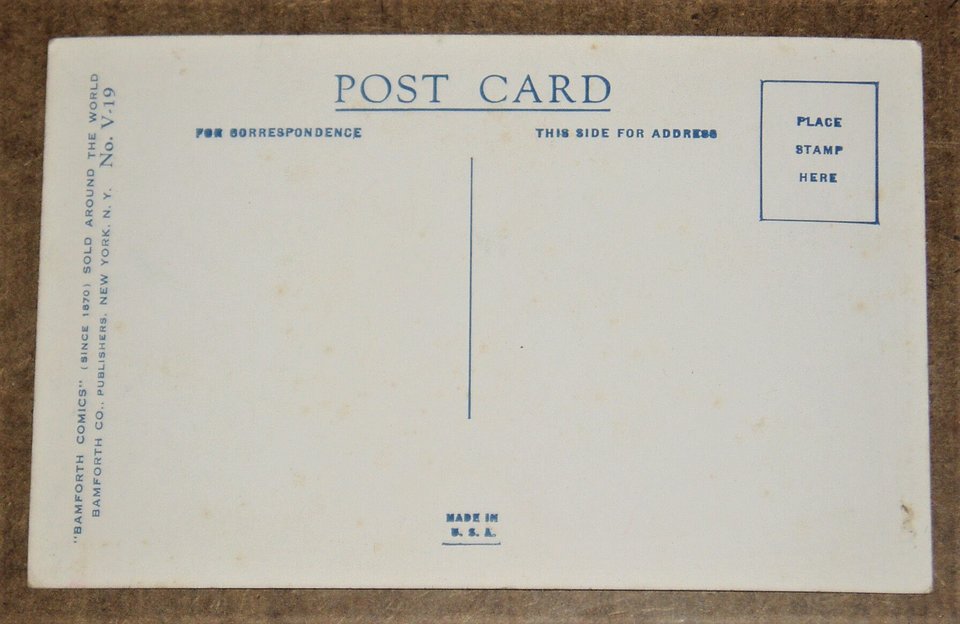 POST CARD
FOR CORRESPONDENCE
THIS SIDE FOR ADDRESS
PLACE
STAMP
HERE
"BAMFORTH COMICS" (SINCE 1870) SOLD AROUND THE WORLD
BAMFORTH CO., PUBLISHERS, NEW YORK, N. Y. No. V-19
MADE IN
U. S. A.